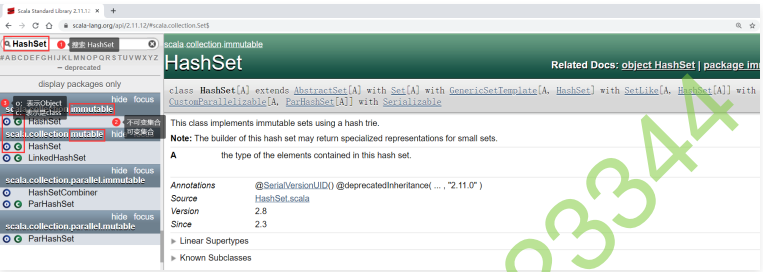 Scala Standard Library 2.11.12
scala-lang.org/api/2.11.12/#scala.collection.Set$
HashSet
1 搜索 HashSet
#ABCDEFGHIJKLMNOPQRSTUVWXYZ
— deprecated
display packages only
hide focus
scala.collection.immutable
3 o: 表示Object
c: 表示是class
HashSet
2 不可变集合
可变集合
scala.collection.mutable hide
HashSet
LinkedHashSet
hide focus
scala.collection.parallel.immutable
HashSetCombiner
ParHashSet
hide focus
scala.collection.parallel.mutable
ParHashSet
scala.collection.immutable
HashSet
Related Docs: object HashSet | package imm
class HashSet[A] extends AbstractSet[A] with Set[A] with GenericSetTemplate[A, HashSet] with SetLike[A, HashSet[A]] with
CustomParallelizable[A, ParHashSet[A]] with Serializable
This class implements immutable sets using a hash trie.
Note: The builder of this hash set may return specialized representations for small sets.
A the type of the elements contained in this hash set.
Annotations @SerialVersionUID() @deprecatedInheritance( ... , "2.11.0" )
Source HashSet.scala
Version 2.8
Since 2.3
Linear Supertypes
Known Subclasses
23344